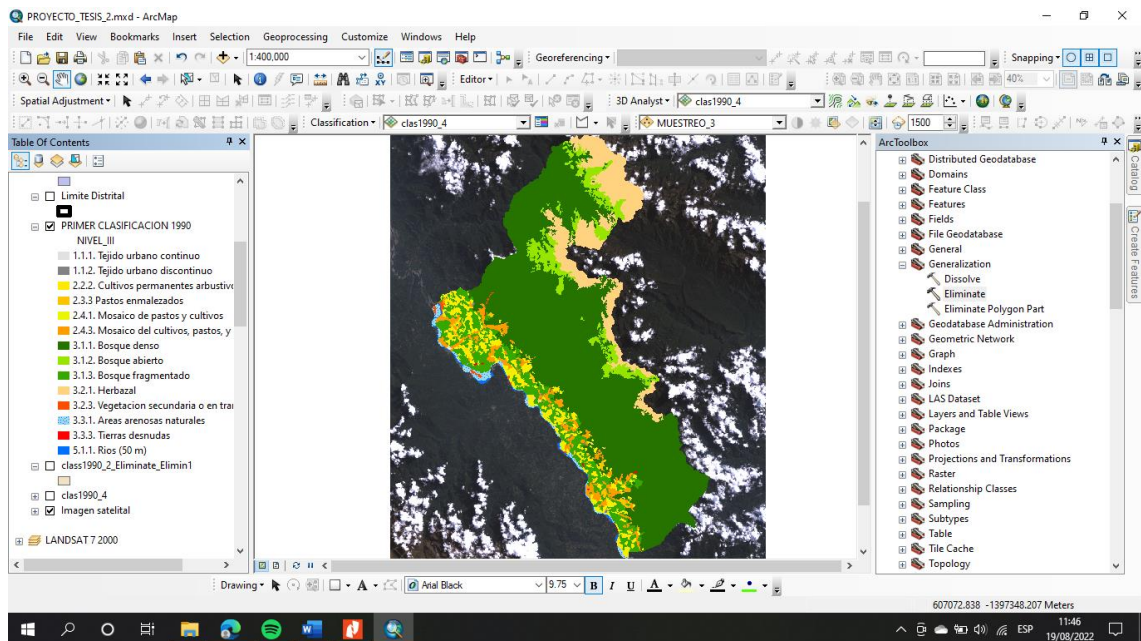 PROYECTO_TESIS_2.mxd - ArcMap
File Edit View Bookmarks Insert Selection Geoprocessing Customize Windows Help
1:400,000 Georeferencing Snapping
Editor 40%
Spatial Adjustment 3D Analyst clas1990_4
Classification clas1990_4 MUESTREO_3 1500
Table Of Contents
Limite Distrital
PRIMER CLASIFICACION 1990
NIVEL_III
1.1.1. Tejido urbano continuo
1.1.2. Tejido urbano discontinuo
2.2.2. Cultivos permanentes arbustiv
2.3.3 Pastos enmalezados
2.4.1. Mosaico de pastos y cultivos
2.4.3. Mosaico del cultivos, pastos, y
3.1.1. Bosque denso
3.1.2. Bosque abierto
3.1.3. Bosque fragmentado
3.2.1. Herbazal
3.2.3. Vegetacion secundaria o en tra
3.3.1. Areas arenosas naturales
3.3.3. Tierras desnudas
5.1.1. Rios (50 m)
class1990_2_Eliminate_Elimin1
clas1990_4
Imagen satelital
LANDSAT 7 2000
ArcToolbox
Distributed Geodatabase
Domains
Feature Class
Features
Fields
File Geodatabase
General
Generalization
Dissolve
Eliminate
Eliminate Polygon Part
Geodatabase Administration
Geometric Network
Graph
Indexes
Joins
LAS Dataset
Layers and Table Views
Package
Photos
Projections and Transformations
Raster
Relationship Classes
Sampling
Subtypes
Table
Tile Cache
Topology
Catalog
Create Features
Drawing A Arial Black 9.75 B I U A
607072.838 -1397348.207 Meters
ESP
11:46
19/08/2022